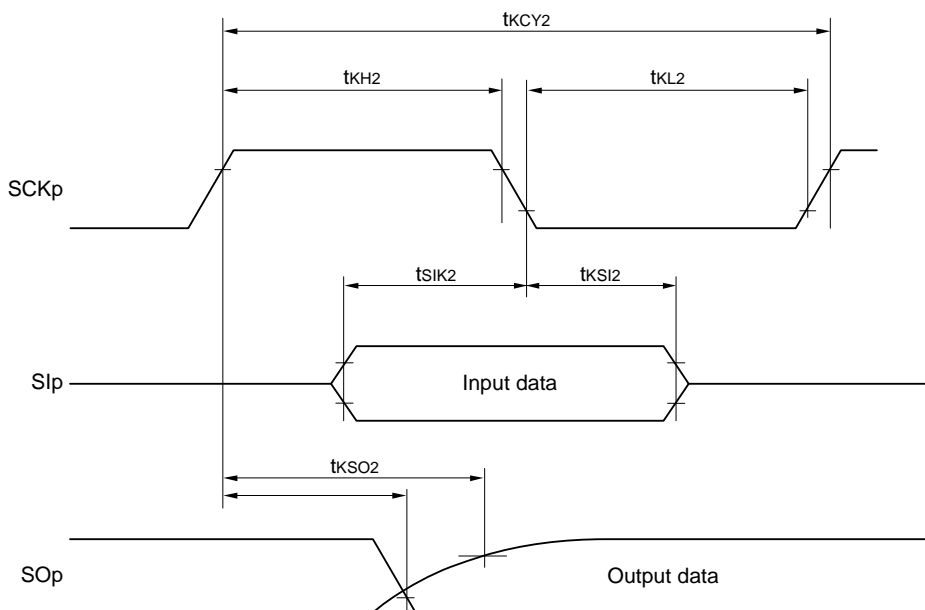 tKCY2
tKH2
tKL2
SCKp
tSIK2
tKSI2
SIp
Input data
tKSO2
SOp
Output data